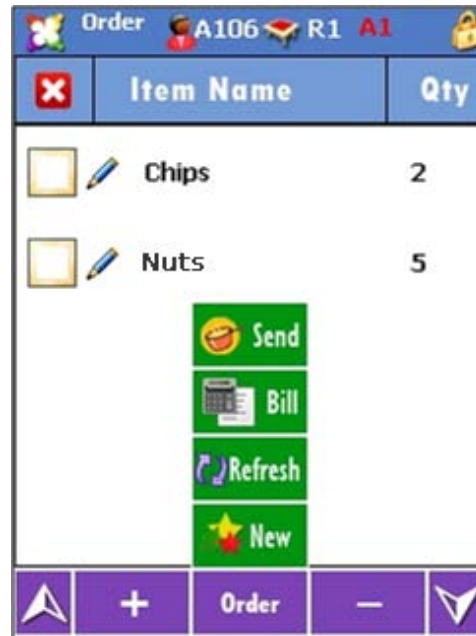 Order A106 R1 A1
Item Name Qty
Chips 2
Nuts 5
Send
Bill
Refresh
New
+ Order −